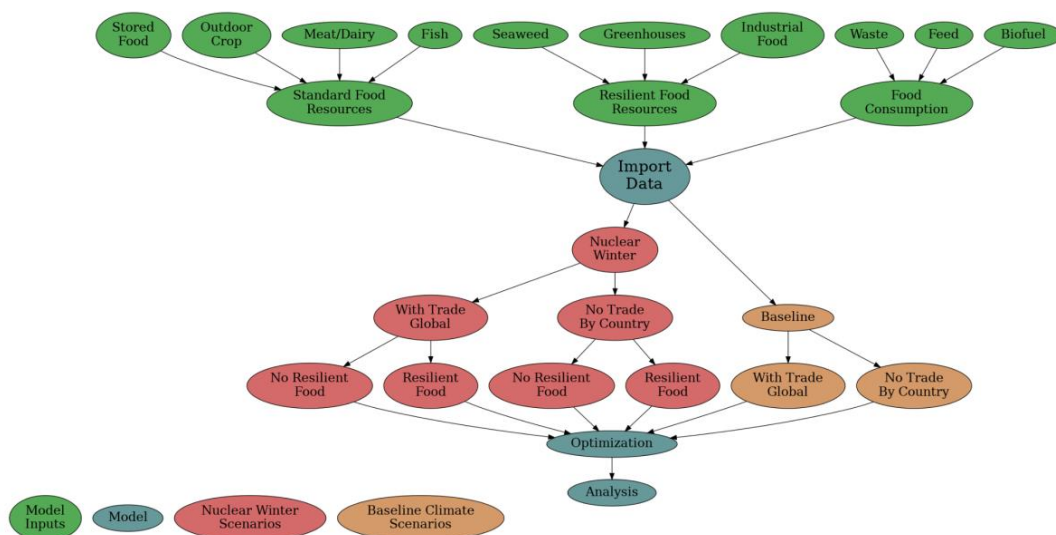 Stored
Food
Outdoor
Crop
Meat/Dairy
Fish
Seaweed
Greenhouses
Industrial
Food
Waste
Feed
Biofuel
Standard Food
Resources
Resilient Food
Resources
Food
Consumption
Import
Data
Nuclear
Winter
With Trade
Global
No Trade
By Country
Baseline
No Resilient
Food
Resilient
Food
No Resilient
Food
Resilient
Food
With Trade
Global
No Trade
By Country
Optimization
Analysis
Model
Inputs
Model
Nuclear Winter
Scenarios
Baseline Climate
Scenarios